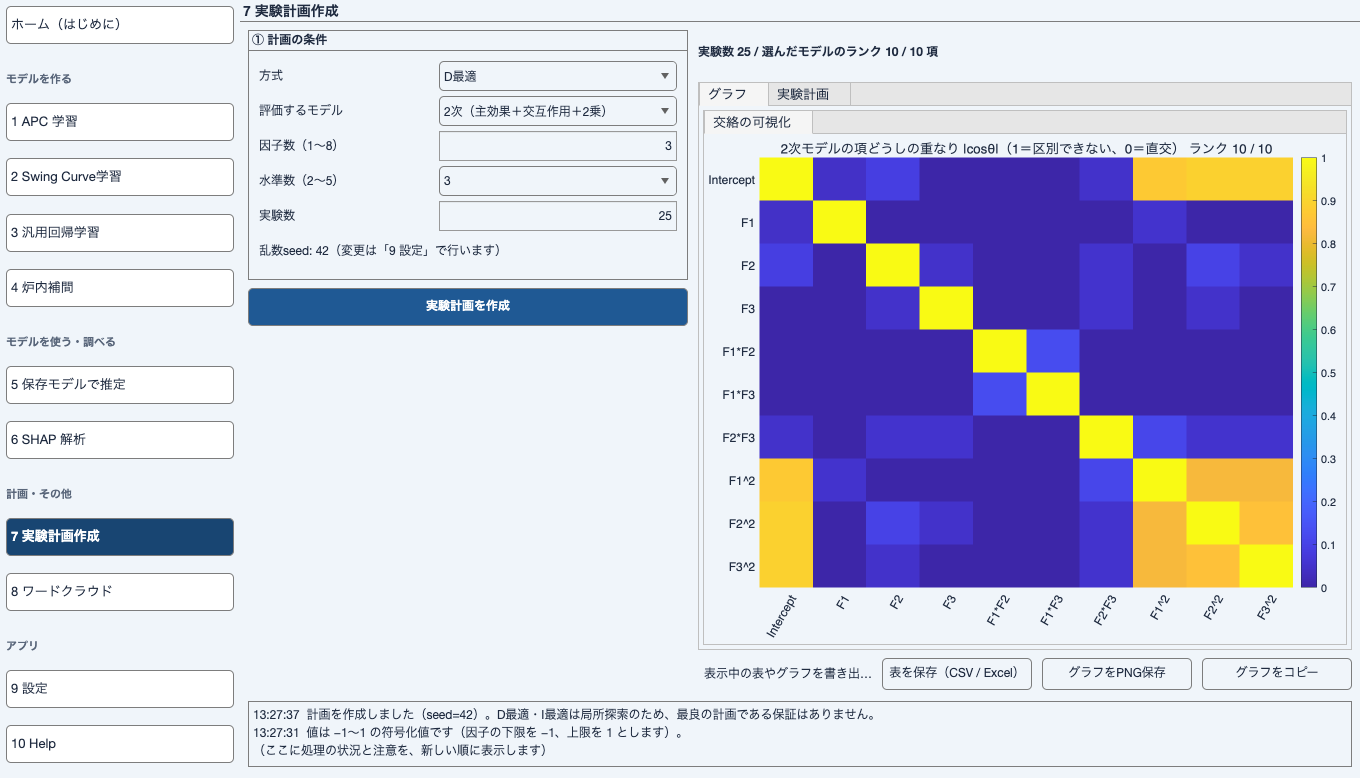 ホーム（はじめに）
モデルを作る
1 APC 学習
2 Swing Curve学習
3 汎用回帰学習
4 炉内補間
モデルを使う・調べる
5 保存モデルで推定
6 SHAP 解析
計画・その他
7 実験計画作成
8 ワードクラウド
アプリ
9 設定
10 Help
7 実験計画作成
① 計画の条件
方式
D最適
評価するモデル
2次（主効果＋交互作用＋2乗）
因子数（1〜8）
3
水準数（2〜5）
3
実験数
25
乱数seed: 42（変更は「9 設定」で行います）
実験計画を作成
実験数 25 / 選んだモデルのランク 10 / 10 項
グラフ
実験計画
交絡の可視化
2次モデルの項どうしの重なり |cosθ|（1＝区別できない、0＝直交） ランク 10 / 10
Intercept
F1
F2
F3
F1*F2
F1*F3
F2*F3
F1^2
F2^2
F3^2
Intercept
F1
F2
F3
F1*F2
F1*F3
F2*F3
F1^2
F2^2
F3^2
1
0.9
0.8
0.7
0.6
0.5
0.4
0.3
0.2
0.1
0
表示中の表やグラフを書き出…
表を保存（CSV / Excel）
グラフをPNG保存
グラフをコピー
13:27:37 計画を作成しました（seed=42）。D最適・I最適は局所探索のため、最良の計画である保証はありません。
13:27:31 値は −1〜1 の符号化値です（因子の下限を −1、上限を 1 とします）。
（ここに処理の状況と注意を、新しい順に表示します）